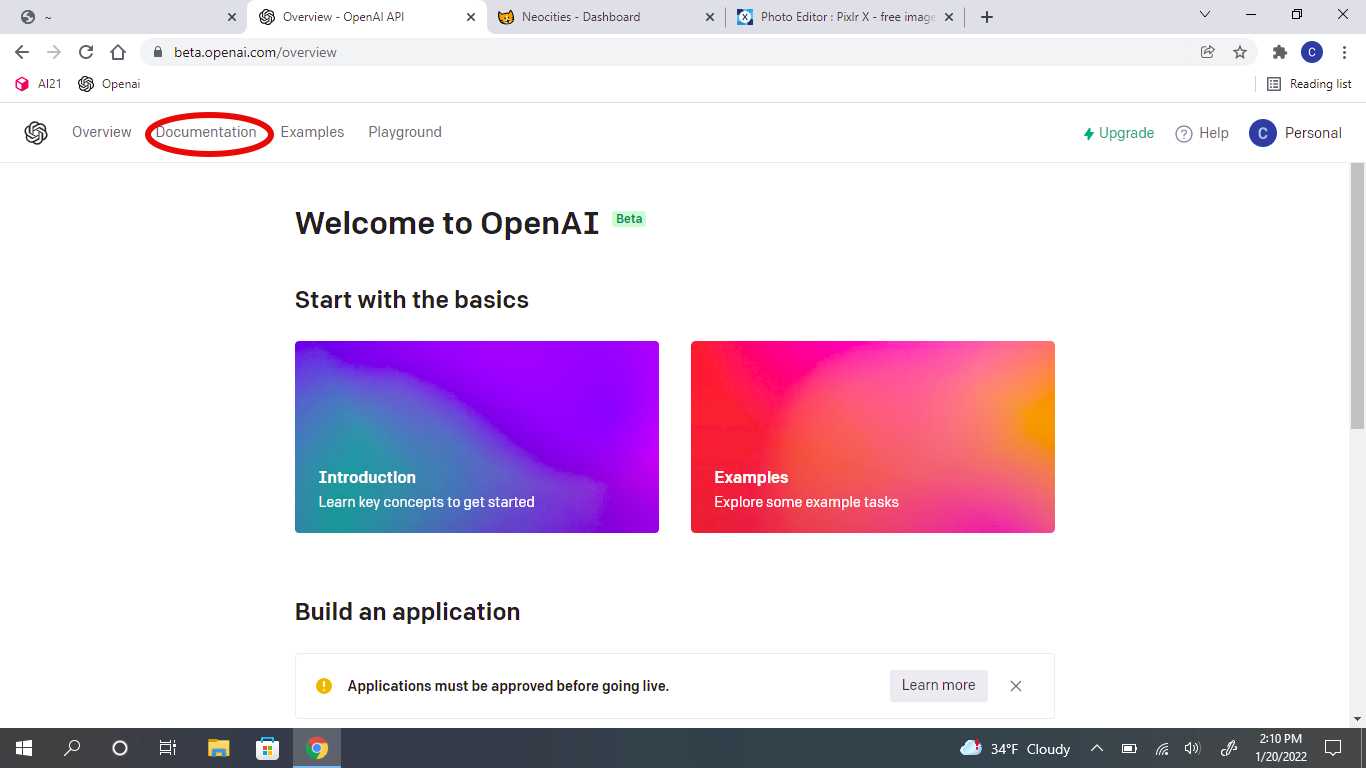 ~
Overview - OpenAI API
Neocities - Dashboard
Photo Editor : Pixlr X - free image
beta.openai.com/overview
C
AI21
Openai
Reading list
Overview Documentation Examples Playground
Upgrade
? Help
C Personal
Welcome to OpenAI Beta
Start with the basics
Introduction
Learn key concepts to get started
Examples
Explore some example tasks
Build an application
Applications must be approved before going live.
Learn more
34°F Cloudy
2:10 PM
1/20/2022